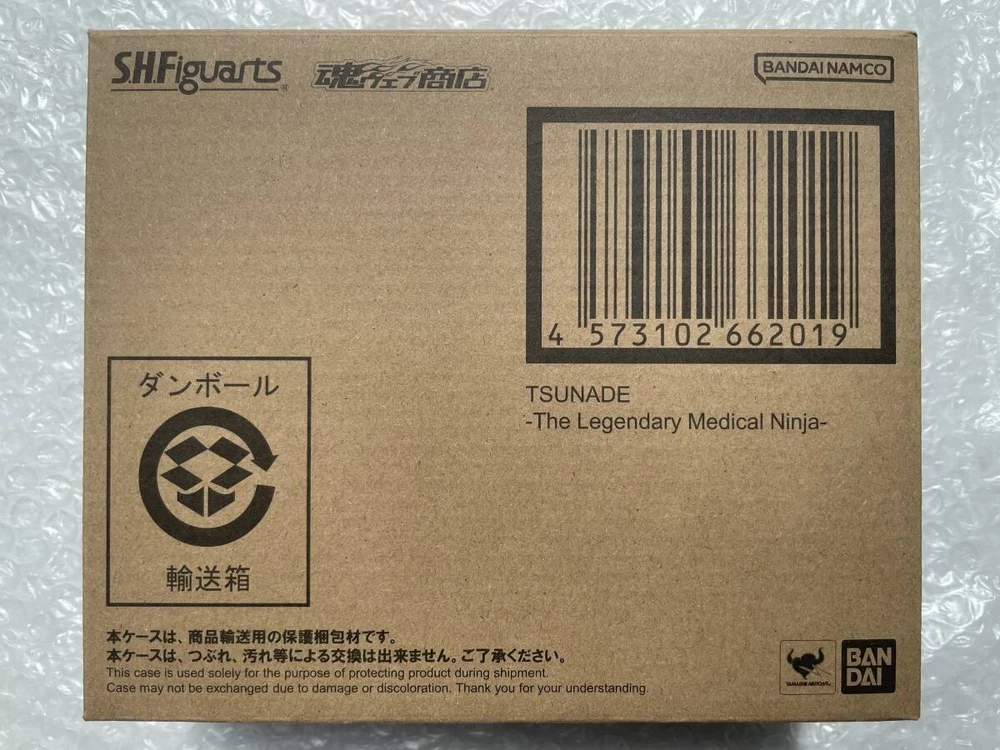 S.H.Figuarts®
魂ウェブ商店
BANDAI NAMCO
4 573102 662019
TSUNADE
-The Legendary Medical Ninja-
ダンボール
輸送箱
本ケースは、商品輸送用の保護梱包材です。
本ケースは、つぶれ、汚れ等による交換は出来ません。ご了承ください。
This case is used solely for the purpose of protecting product during shipment.
Case may not be exchanged due to damage or discoloration. Thank you for your understanding.
TAMASHII NATIONS
BAN
DAI